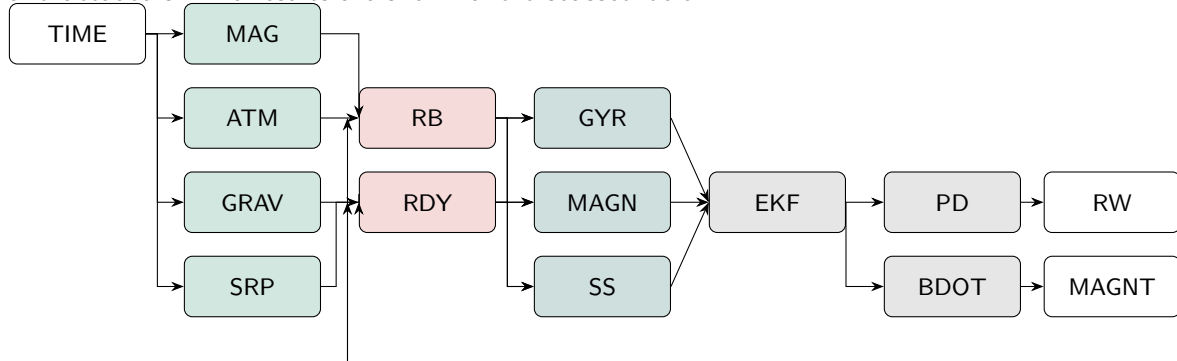 TIME
MAG
ATM
RB
GYR
GRAV
RDY
MAGN
EKF
PD
RW
SRP
SS
BDOT
MAGNT